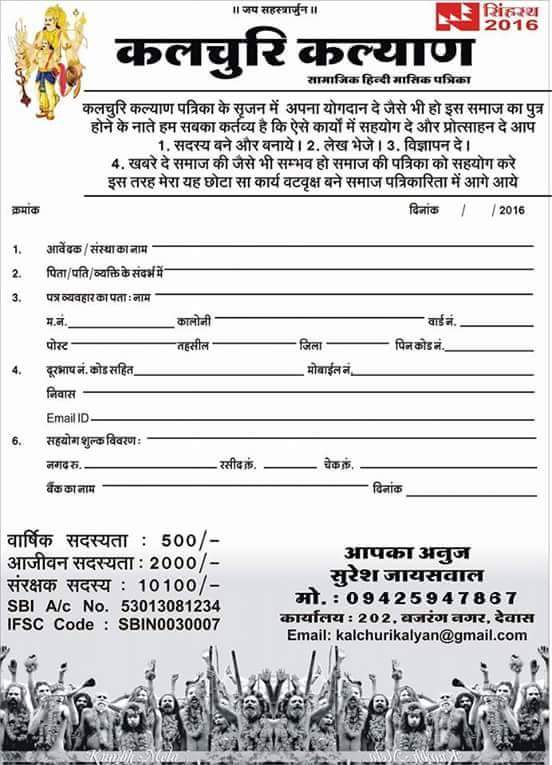 ॥ जय सहस्त्रार्जुन ॥
सिंहस्थ
2016
कलचुरि कल्याण
सामाजिक हिन्दी मासिक पत्रिका
कलचुरि कल्याण पत्रिका के सृजन में अपना योगदान दे जैसे भी हो इस समाज का पुत्र
होने के नाते हम सबका कर्तव्य है कि ऐसे कार्यो में सहयोग दे और प्रोत्साहन दे आप
1. सदस्य बने और बनाये। 2. लेख भेजे। 3. विज्ञापन दे।
4. खबरे दे समाज की जैसे भी सम्भव हो समाज की पत्रिका को सहयोग करे
इस तरह मेरा यह छोटा सा कार्य वटवृक्ष बने समाज पत्रिकारिता में आगे आये
क्रमांक दिनांक / / 2016
1. आवेंदक / संस्था का नाम
2. पिता/पति/व्यक्ति के संदर्भ में
3. पत्र व्यवहार का पता : नाम
म.नं. कालोनी वार्ड नं.
पोस्ट तहसील जिला पिन कोड नं.
4. दूरभाष नं. कोड सहित मोबाईल नं.
निवास
Email ID
6. सहयोग शुल्क विवरण :
नगद रु. रसीद क्रं. चेक क्रं.
बैंक का नाम दिनांक
वार्षिक सदस्यता : 500/-
आजीवन सदस्यता : 2000/-
संरक्षक सदस्य : 10100/-
SBI A/c No. 53013081234
IFSC Code : SBIN0030007
आपका अनुज
सुरेश जायसवाल
मो. : 09425947867
कार्यालय : 202, बजरंग नगर, देवास
Email: kalchurikalyan@gmail.com
Kumbh Mela